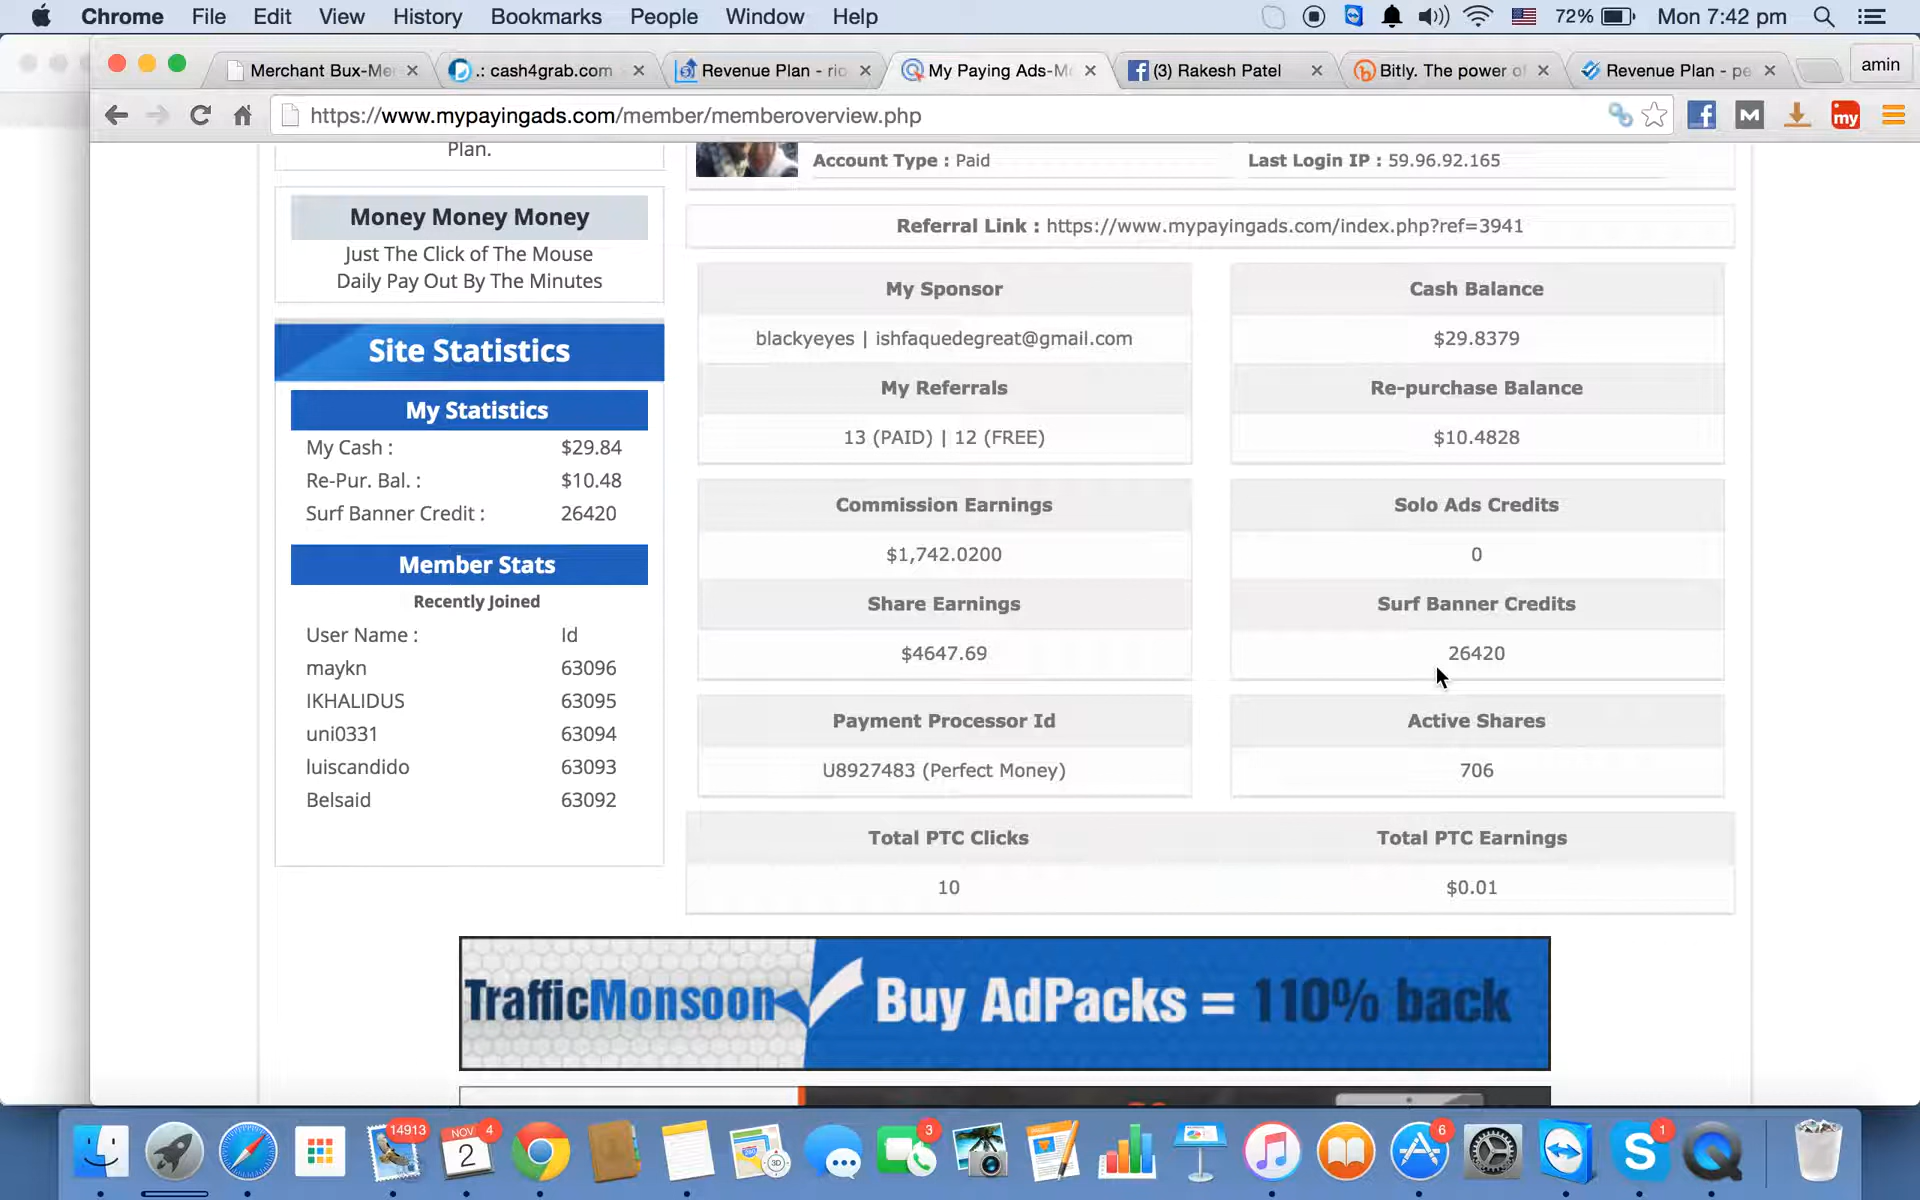 Chrome File Edit View History Bookmarks People Window Help 72% Mon 7:42 pm
Merchant Bux-Me
.: cash4grab.com
Revenue Plan - ric
My Paying Ads-M
(3) Rakesh Patel
Bitly. The power of
Revenue Plan - pe
amin
https://www.mypayingads.com/member/memberoverview.php
M
my
Plan.
Money Money Money
Just The Click of The Mouse
Daily Pay Out By The Minutes
Site Statistics
My Statistics
My Cash : $29.84
Re-Pur. Bal. : $10.48
Surf Banner Credit : 26420
Member Stats
Recently Joined
User Name : Id
maykn 63096
IKHALIDUS 63095
uni0331 63094
luiscandido 63093
Belsaid 63092
Account Type : Paid
Last Login IP : 59.96.92.165
Referral Link : https://www.mypayingads.com/index.php?ref=3941
My Sponsor
blackyeyes | ishfaquedegreat@gmail.com
My Referrals
13 (PAID) | 12 (FREE)
Cash Balance
$29.8379
Re-purchase Balance
$10.4828
Commission Earnings
$1,742.0200
Share Earnings
$4647.69
Solo Ads Credits
0
Surf Banner Credits
26420
Payment Processor Id
U8927483 (Perfect Money)
Active Shares
706
Total PTC Clicks
10
Total PTC Earnings
$0.01
TrafficMonsoon Buy AdPacks = 110% back
14913
NOV 4
2
3D
3
6
1